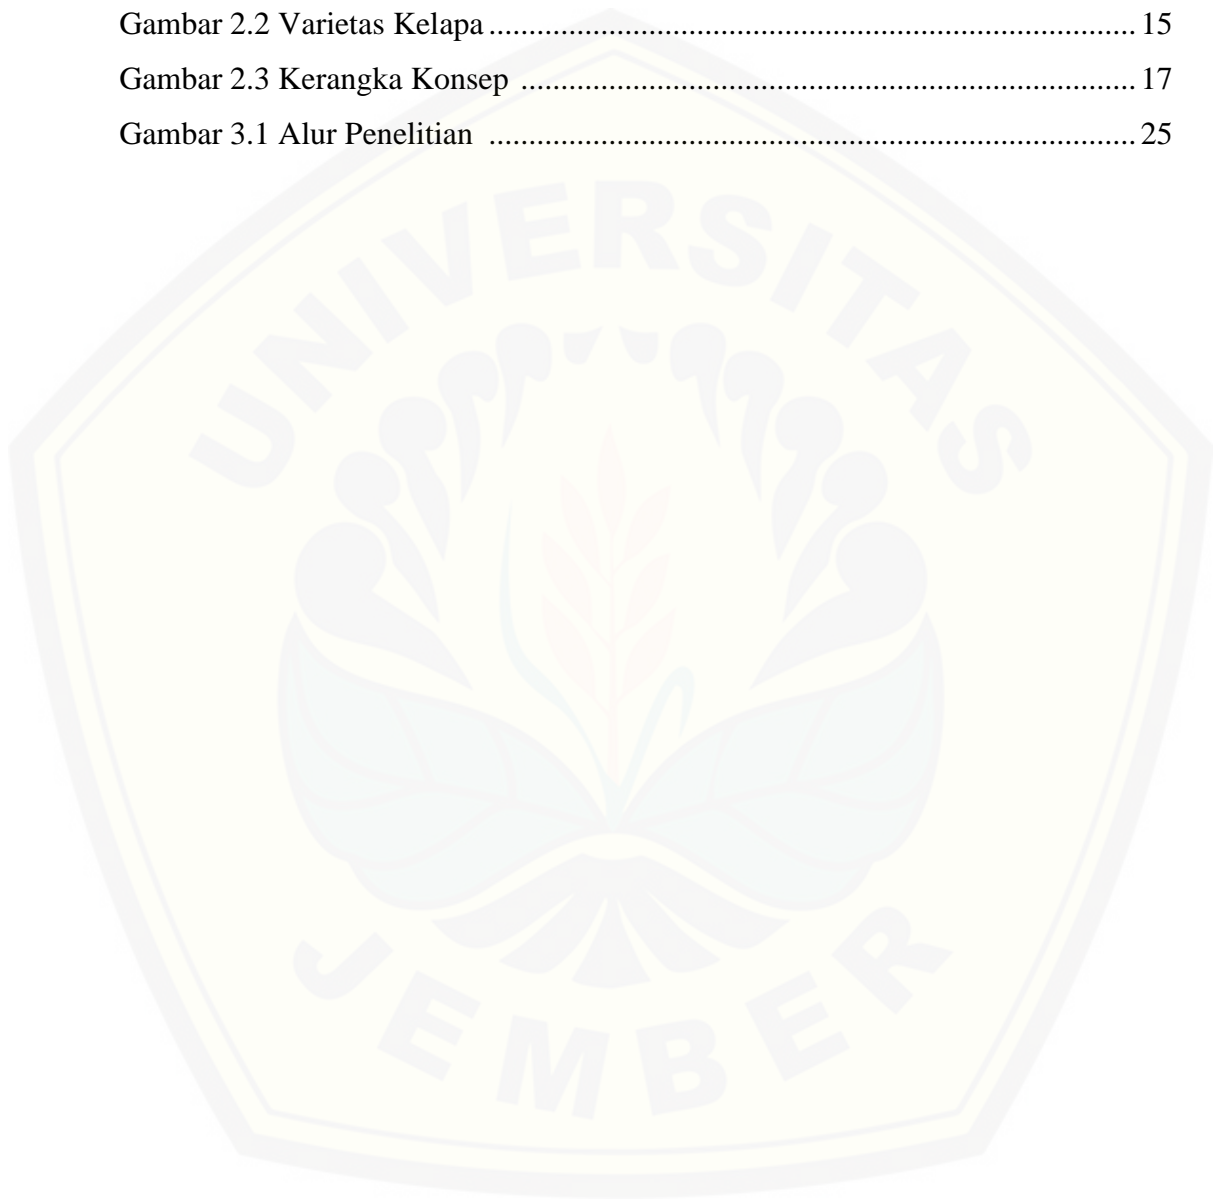 Gambar 2.2 Varietas Kelapa ................................................................................ 15
Gambar 2.3 Kerangka Konsep ............................................................................ 17
Gambar 3.1 Alur Penelitian ................................................................................ 25
UNIVERSITAS
JEMBER